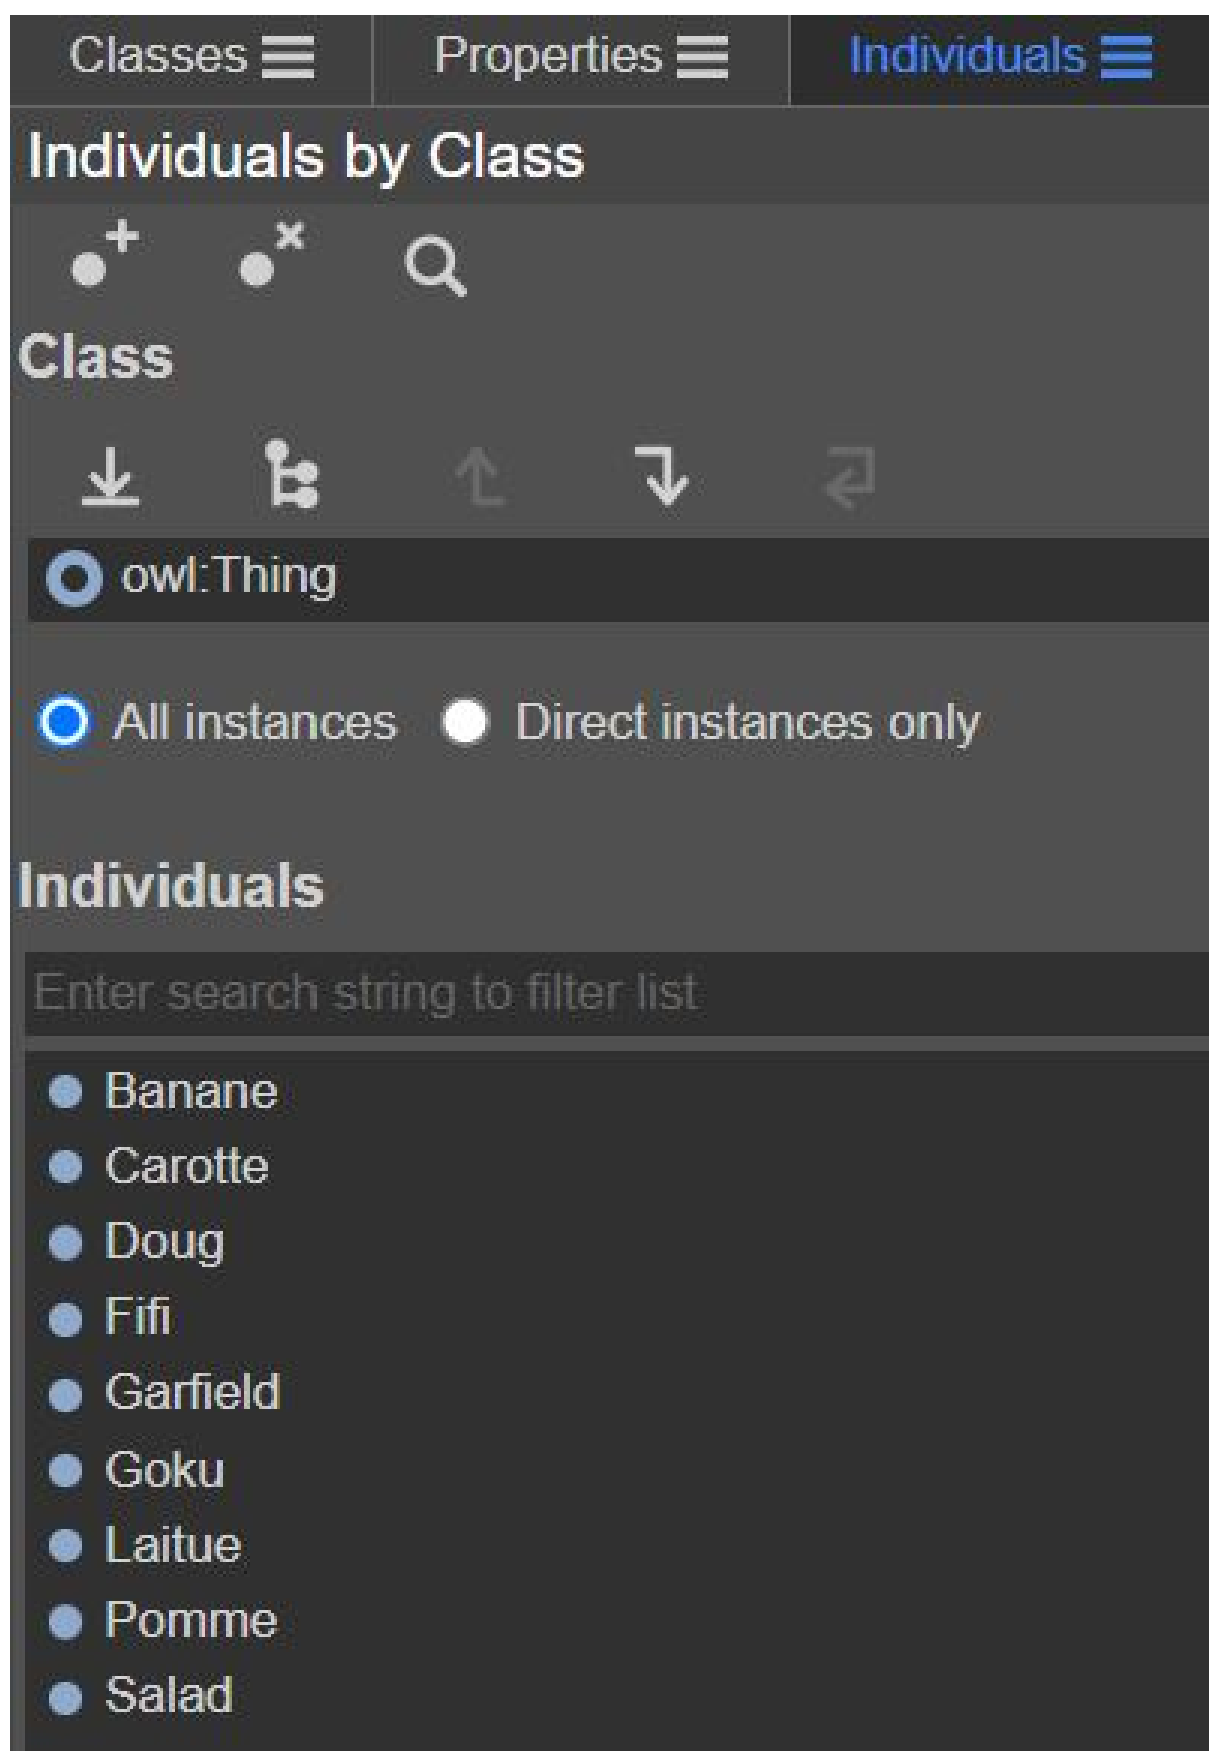 Classes Properties Individuals
Individuals by Class
Class
owl:Thing
All instances Direct instances only
Individuals
Enter search string to filter list
Banane
Carotte
Doug
Fifi
Garfield
Goku
Laitue
Pomme
Salad